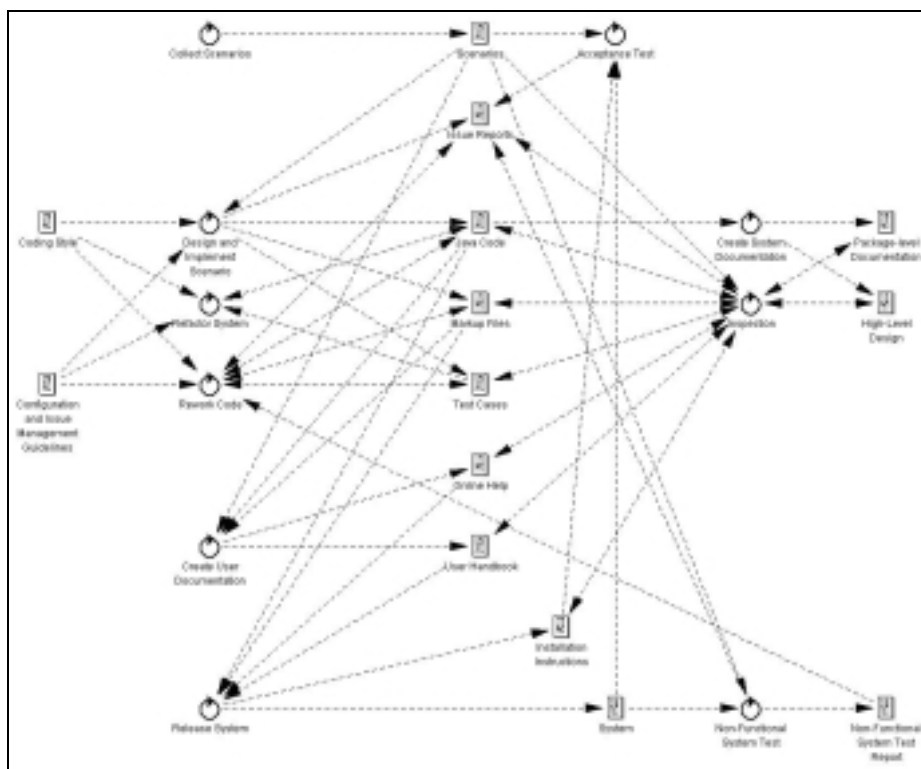 Collect Scenarios
Scenarios
Acceptance Test
Issue Reports
Coding Style
Design and
Implement
Scenario
Java Code
Create System
Documentation
Package-level
Documentation
Refactor System
Markup Files
Inspection
High-Level
Design
Configuration
and Issue
Management
Guidelines
Rework Code
Test Cases
Online Help
Create User
Documentation
User Handbook
Installation
Instructions
Release System
System
Non-Functional
System Test
Non-Functional
System Test
Report